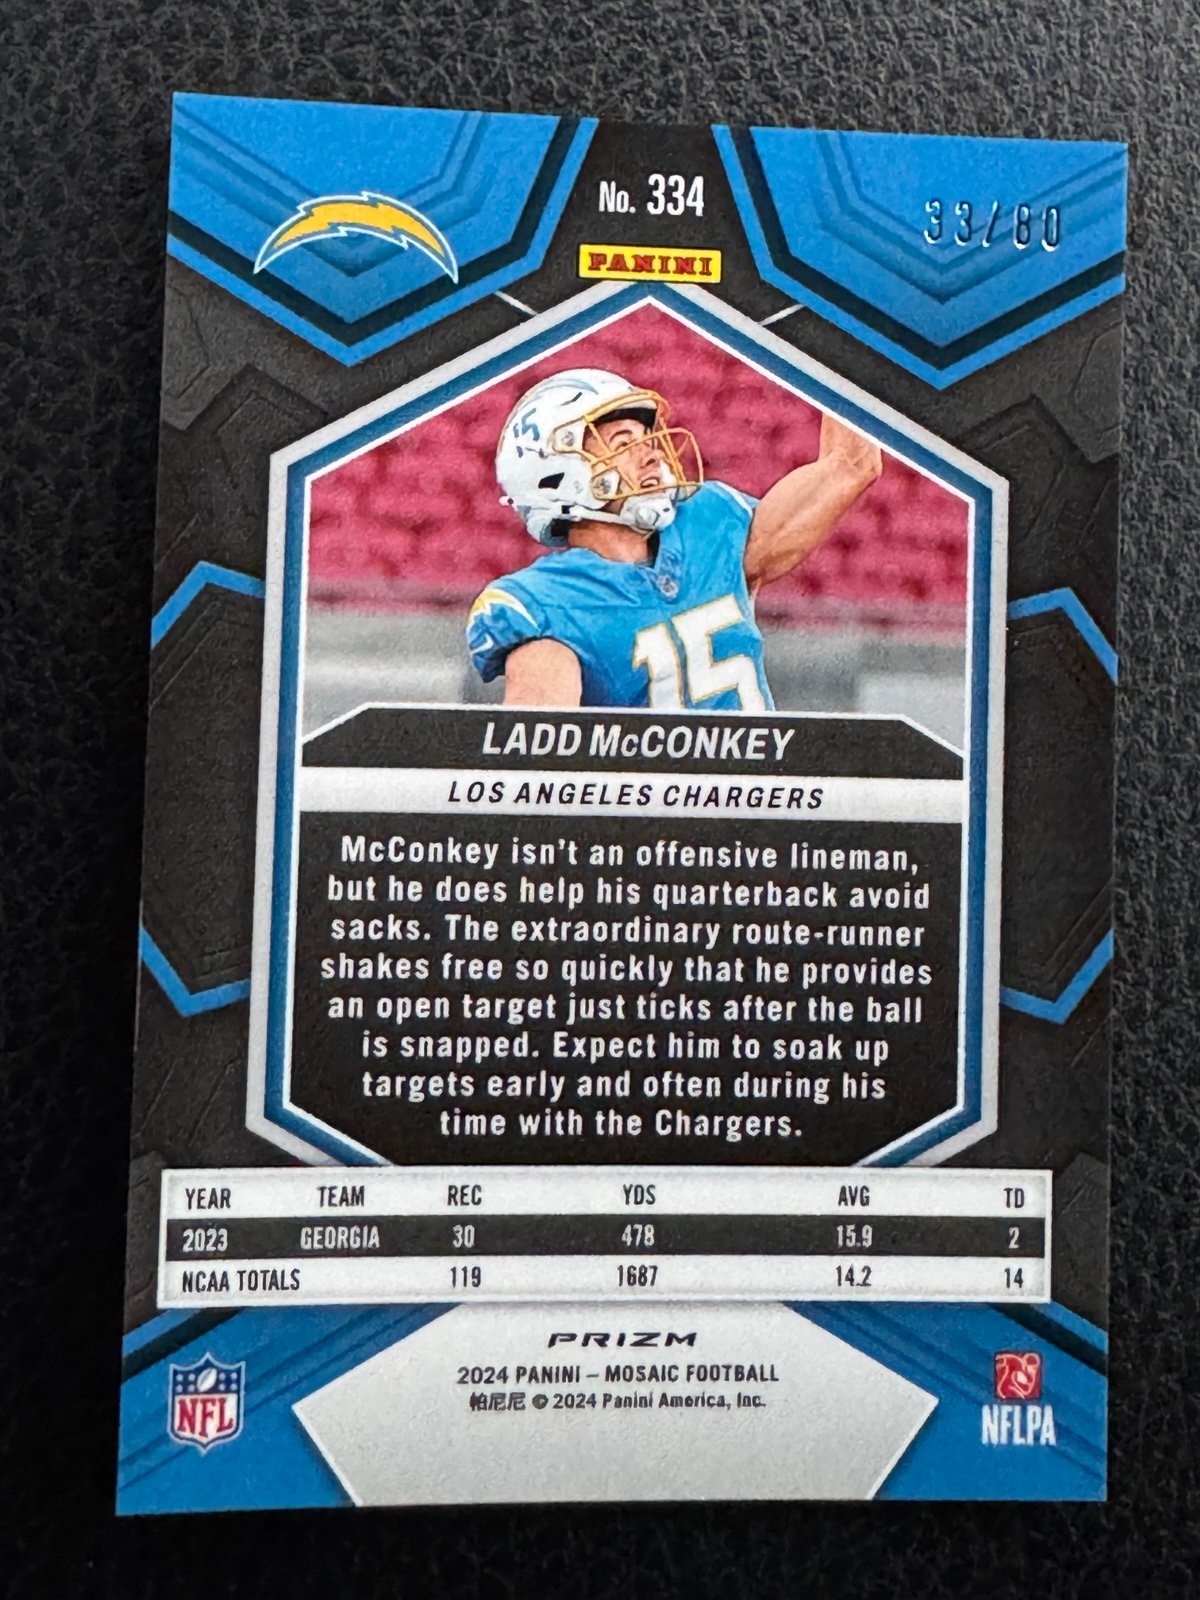 No. 334
33/80
PANINI
15
15
LADD McCONKEY
LOS ANGELES CHARGERS
McConkey isn't an offensive lineman,
but he does help his quarterback avoid
sacks. The extraordinary route-runner
shakes free so quickly that he provides
an open target just ticks after the ball
is snapped. Expect him to soak up
targets early and often during his
time with the Chargers.
YEAR TEAM REC YDS AVG TD
2023 GEORGIA 30 478 15.9 2
NCAA TOTALS 119 1687 14.2 14
PRIZM
2024 PANINI – MOSAIC FOOTBALL
帕尼尼 © 2024 Panini America, Inc.
NFL
NFLPA